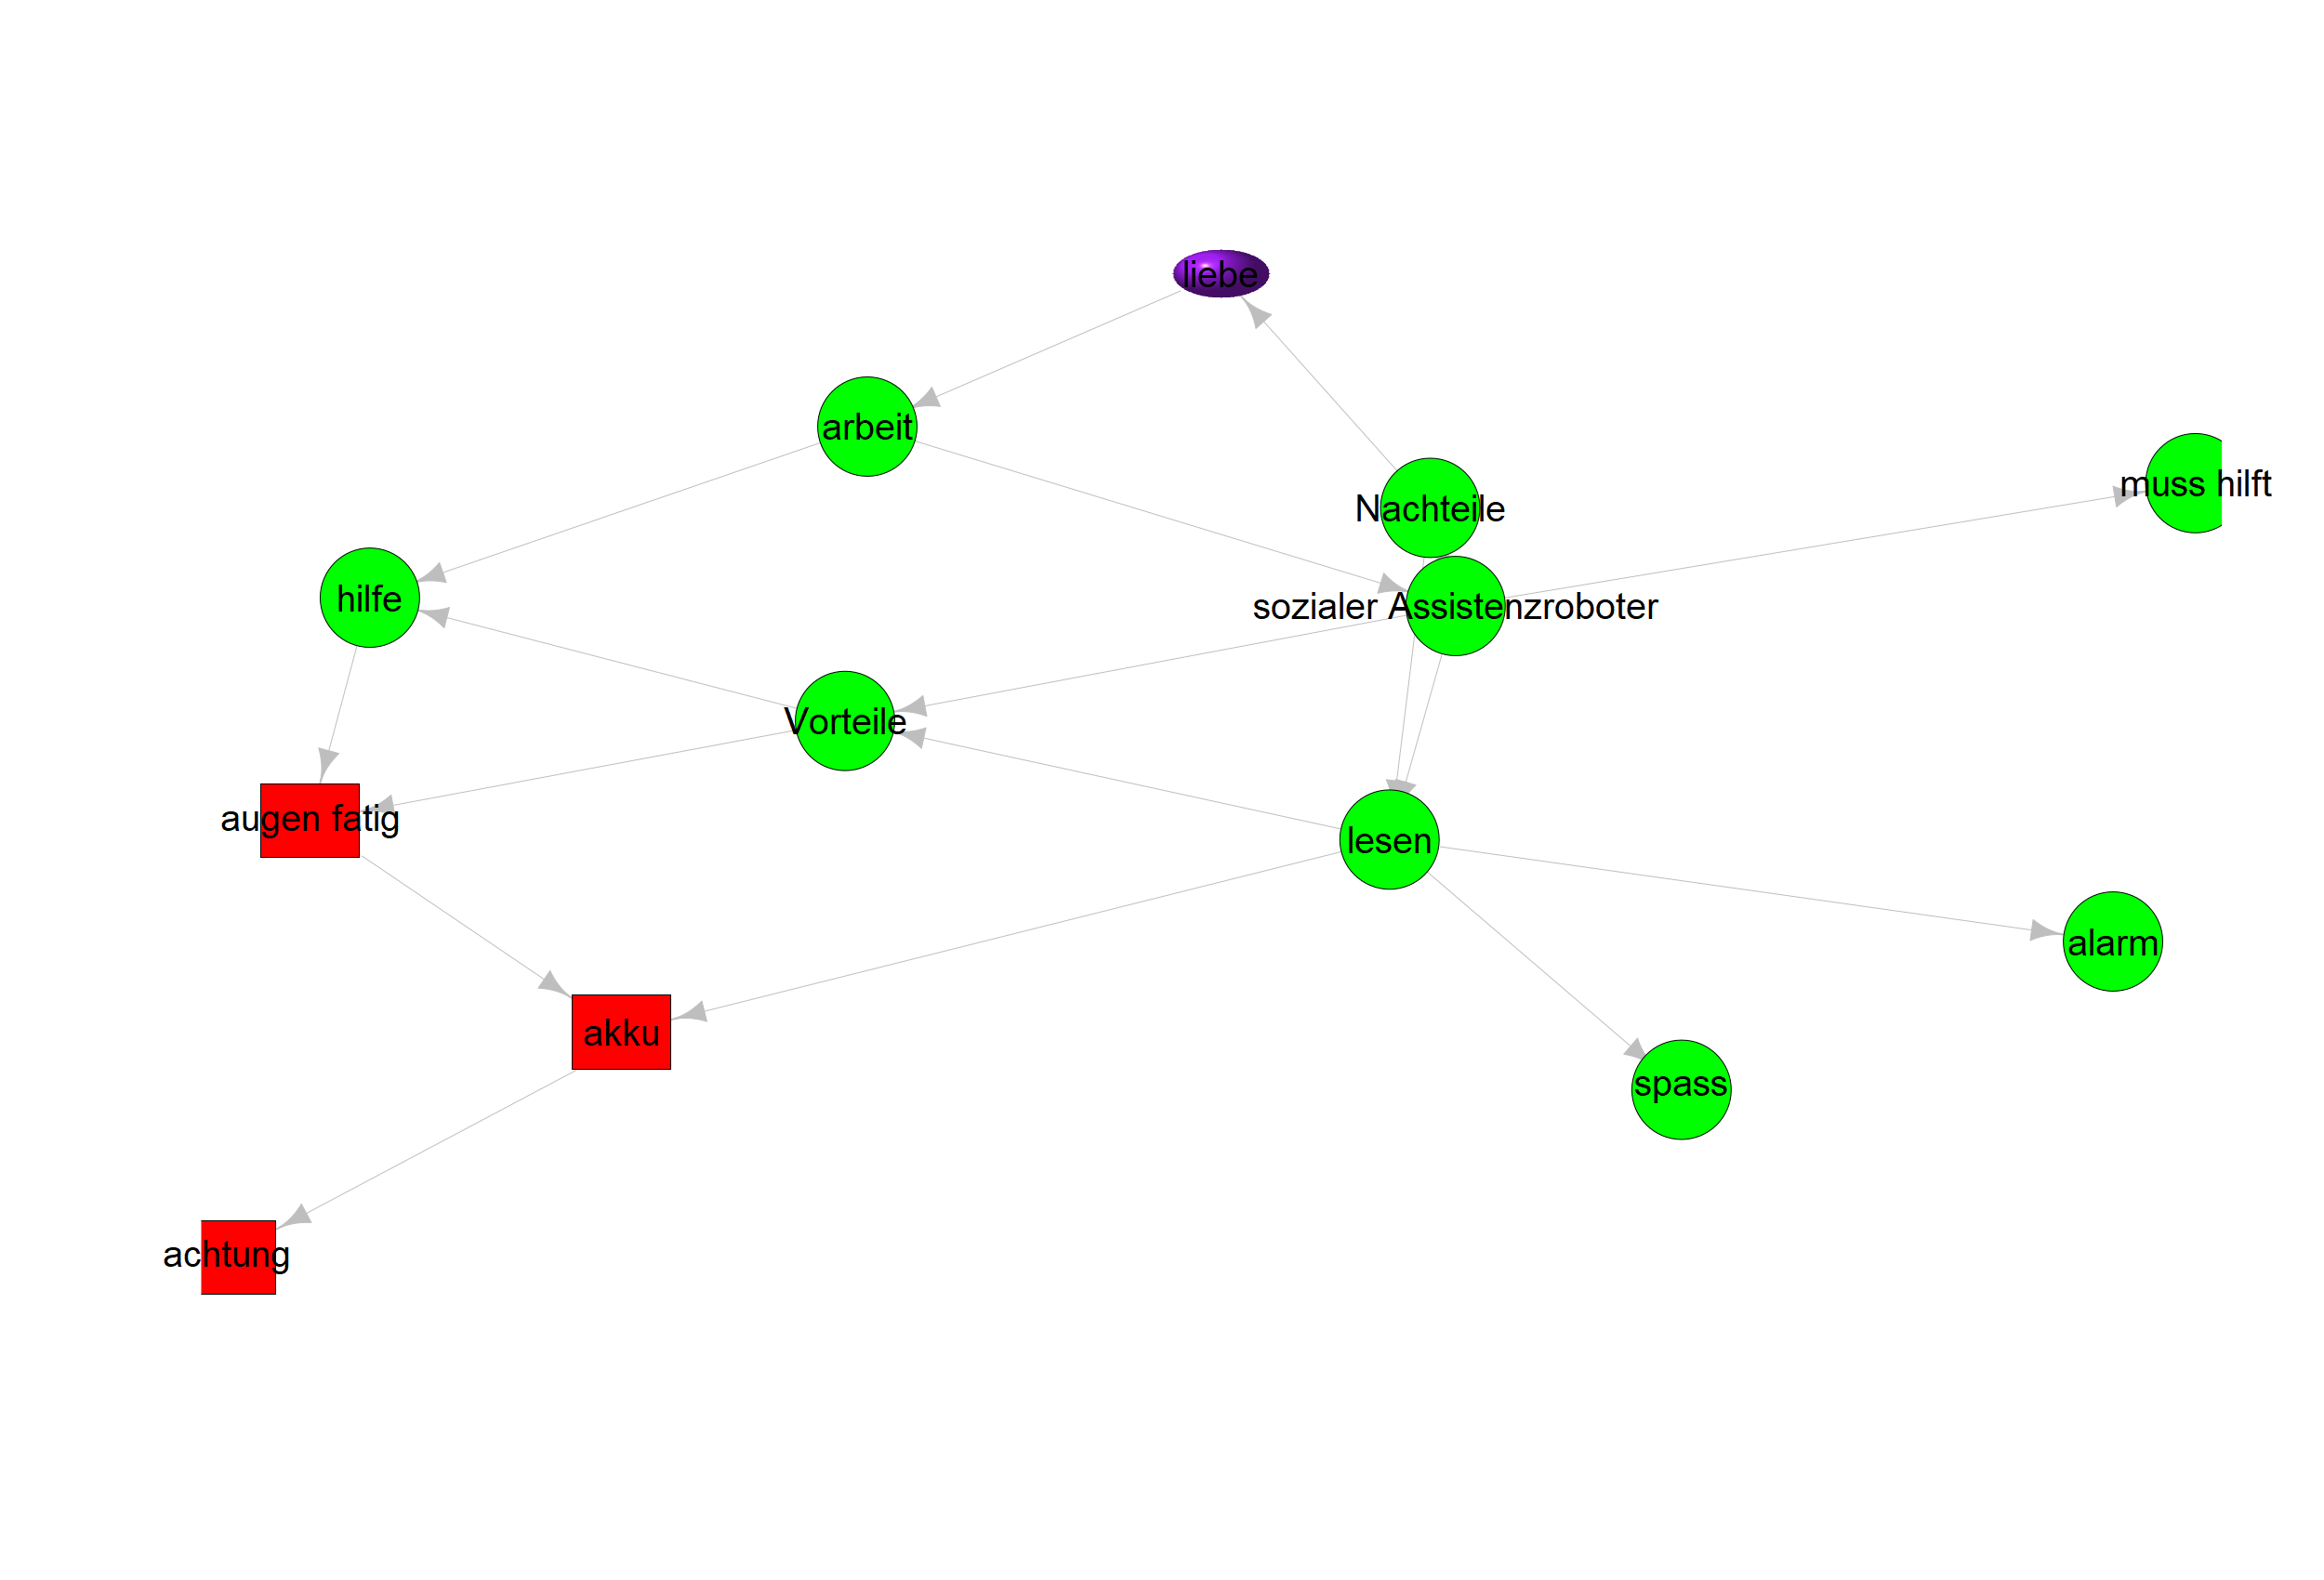 liebe
arbeit
muss hilft
Nachteile
hilfe
sozialer Assistenzroboter
Vorteile
augen fatig
lesen
alarm
akku
spass
achtung